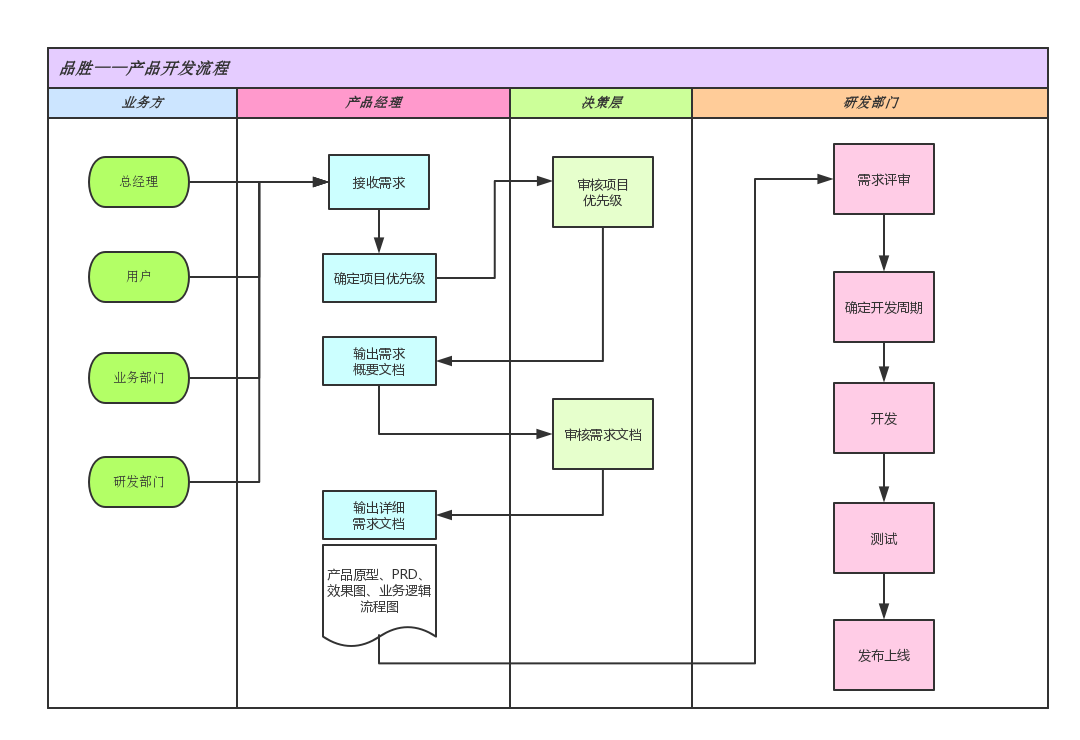 品胜一一产品开发流程
业务方
产品经理
决策层
研发部门
总经理
用户
业务部门
研发部门
接收需求
确定项目优先级
输出需求
概要文档
输出详细
需求文档
产品原型、PRD、
效果图、业务逻辑
流程图
审核项目
优先级
审核需求文档
需求评审
确定开发周期
开发
测试
发布上线